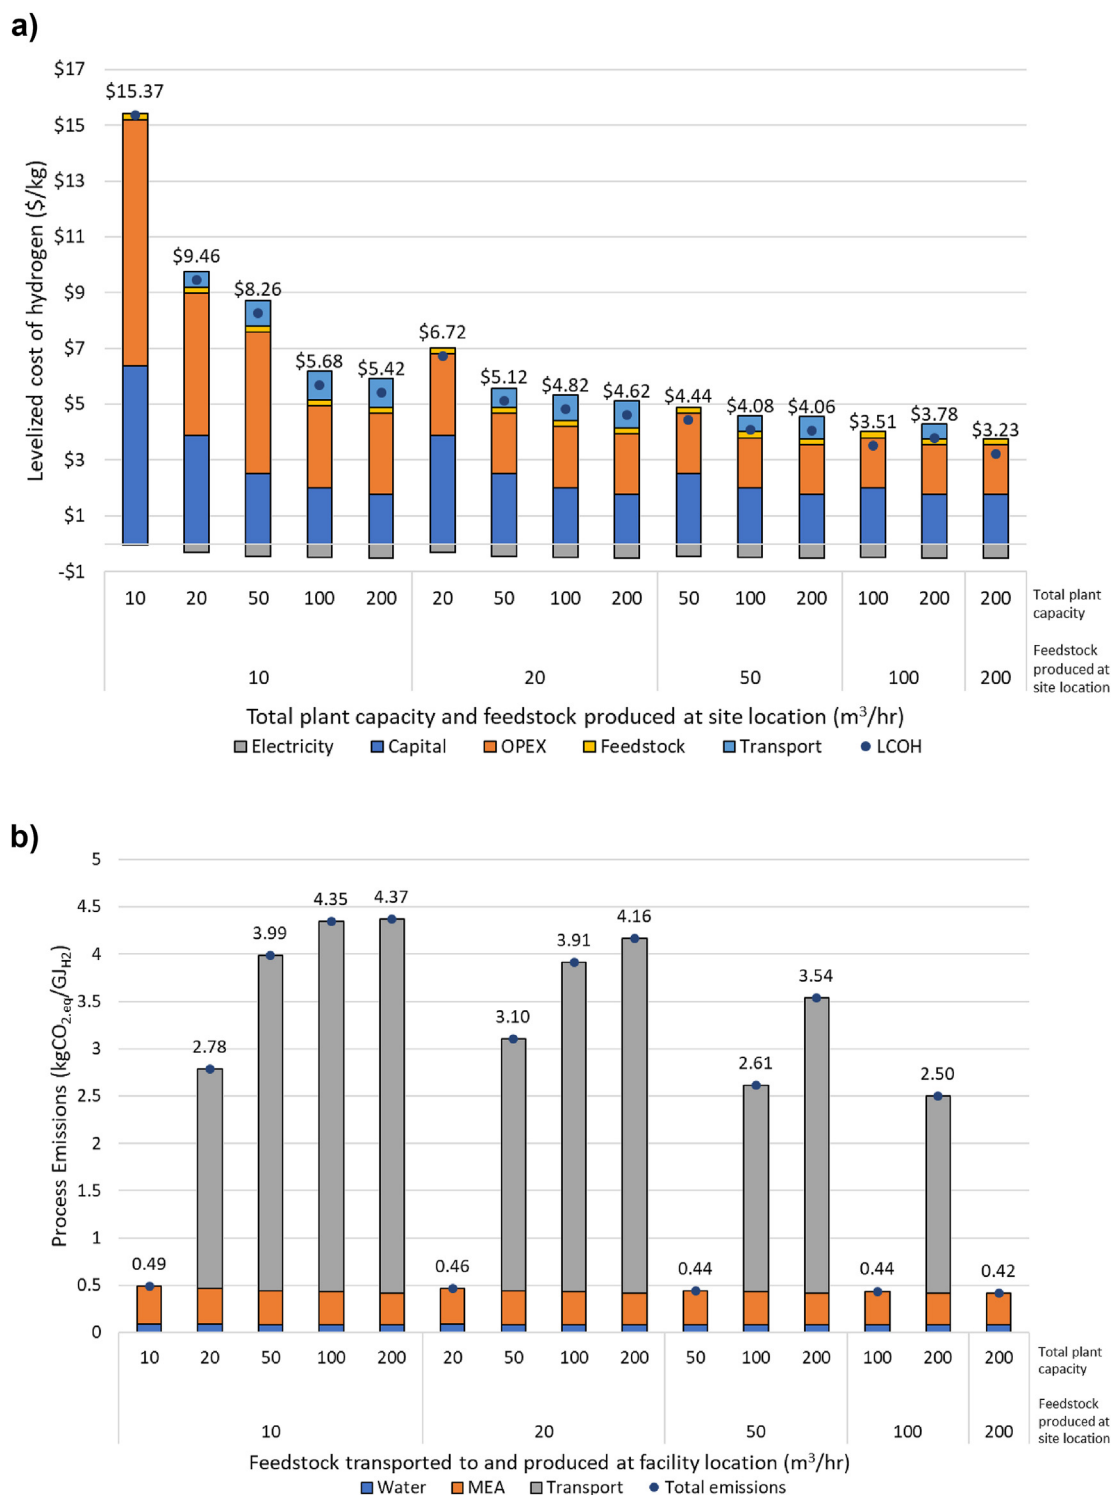 a)
$17
$15
$13
$11
$9
$7
$5
$3
$1
-$1
Levelized cost of hydrogen ($/kg)
$15.37
$9.46
$8.26
$5.68
$5.42
$6.72
$5.12
$4.82
$4.62
$4.44
$4.08
$4.06
$3.51
$3.78
$3.23
10 20 50 100 200 20 50 100 200 50 100 200 100 200 200
Total plant
capacity
10 20 50 100 200
Feedstock
produced at
site location
Total plant capacity and feedstock produced at site location (m³/hr)
Electricity Capital OPEX Feedstock Transport LCOH
b)
5
4.5
4
3.5
3
2.5
2
1.5
1
0.5
0
Process Emissions (kgCO2.eq/GJH2)
0.49
2.78
3.99
4.35
4.37
0.46
3.10
3.91
4.16
0.44
2.61
3.54
0.44
2.50
0.42
10 20 50 100 200 20 50 100 200 50 100 200 100 200 200
Total plant
capacity
10 20 50 100 200
Feedstock
produced at
site location
Feedstock transported to and produced at facility location (m³/hr)
Water MEA Transport Total emissions